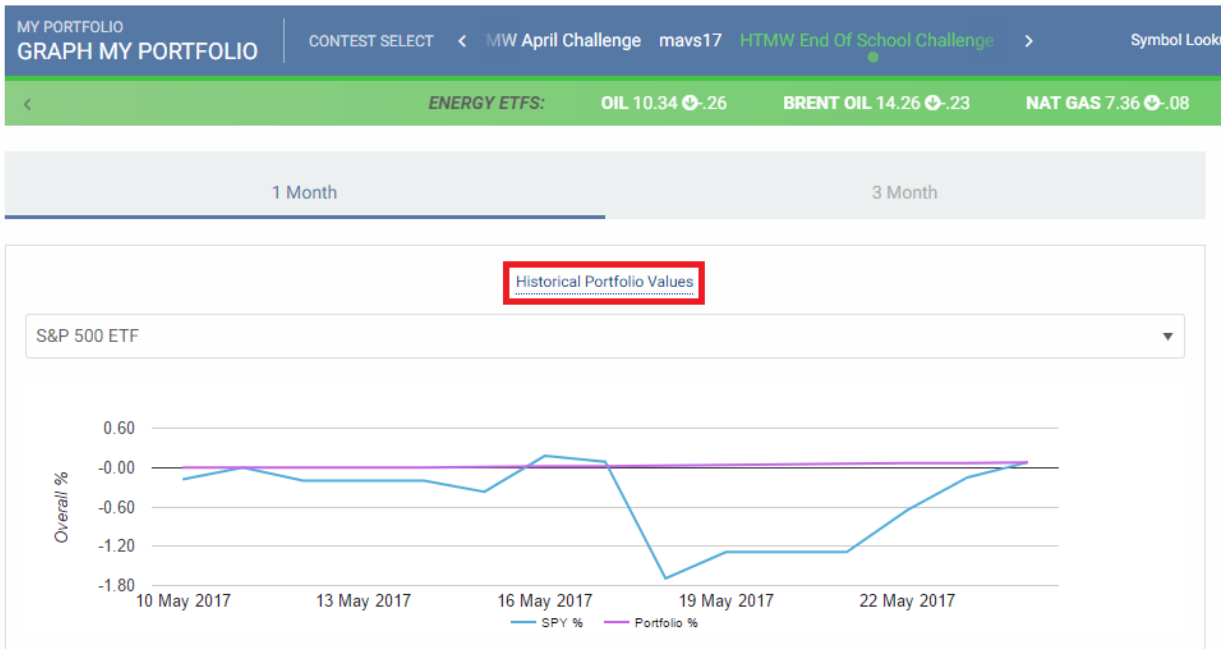 MY PORTFOLIO
GRAPH MY PORTFOLIO
CONTEST SELECT < MW April Challenge mavs17 HTMW End Of School Challenge >
Symbol Looku
< ENERGY ETFS: OIL 10.34 -.26 BRENT OIL 14.26 -.23 NAT GAS 7.36 -.08
1 Month 3 Month
Historical Portfolio Values
S&P 500 ETF
0.60
-0.00
-0.60
-1.20
-1.80
Overall %
10 May 2017 13 May 2017 16 May 2017 19 May 2017 22 May 2017
SPY % Portfolio %